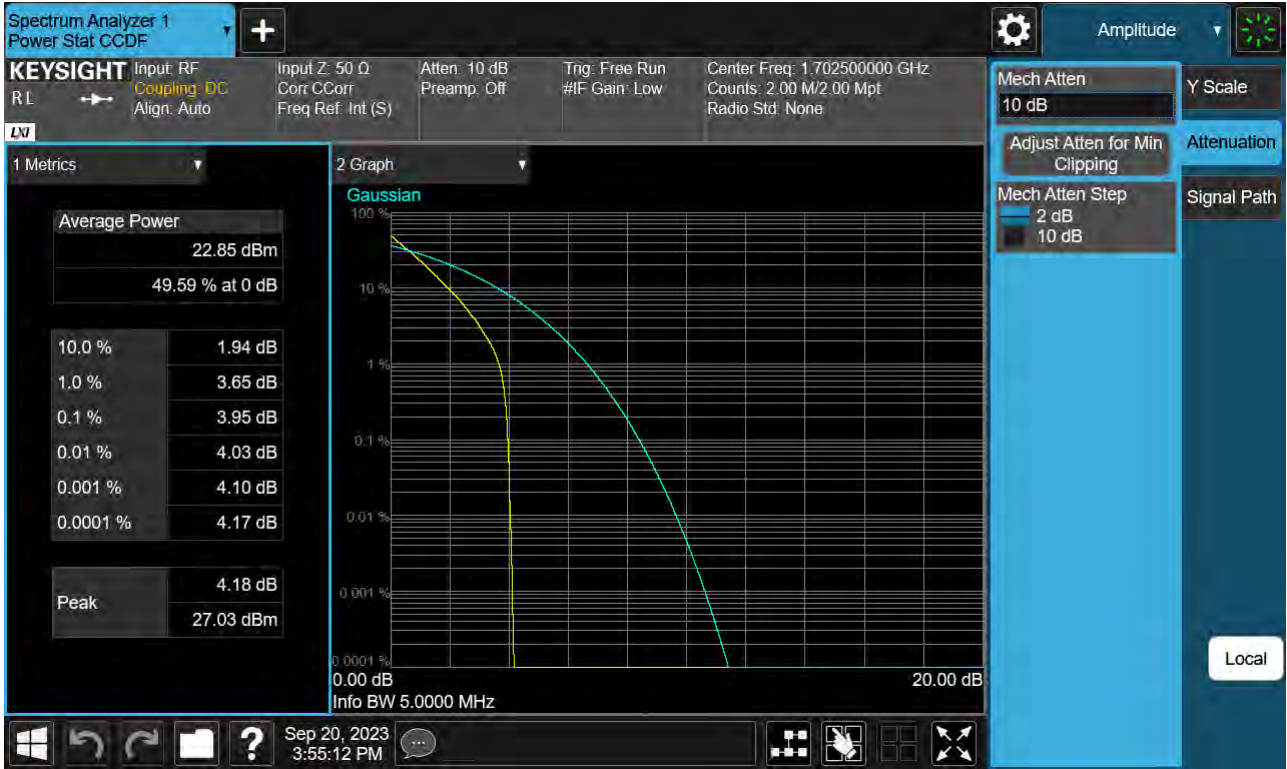 Spectrum Analyzer 1
Power Stat CCDF
Amplitude
KEYSIGHT
RL
LXI
Input: RF
Coupling: DC
Align: Auto
Input Z: 50 Ω
Corr CCorr
Freq Ref: Int (S)
Atten: 10 dB
Preamp: Off
Trig: Free Run
#IF Gain: Low
Center Freq: 1.702500000 GHz
Counts: 2.00 M/2.00 Mpt
Radio Std: None
Mech Atten
10 dB
Adjust Atten for Min
Clipping
Mech Atten Step
2 dB
10 dB
Y Scale
Attenuation
Signal Path
1 Metrics
Average Power
22.85 dBm
49.59 % at 0 dB
10.0 % 1.94 dB
1.0 % 3.65 dB
0.1 % 3.95 dB
0.01 % 4.03 dB
0.001 % 4.10 dB
0.0001 % 4.17 dB
Peak 4.18 dB
27.03 dBm
2 Graph
Gaussian
100 %
10 %
1 %
0.1 %
0.01 %
0.001 %
0.0001 %
0.00 dB 20.00 dB
Info BW 5.0000 MHz
Local
?
Sep 20, 2023
3:55:12 PM